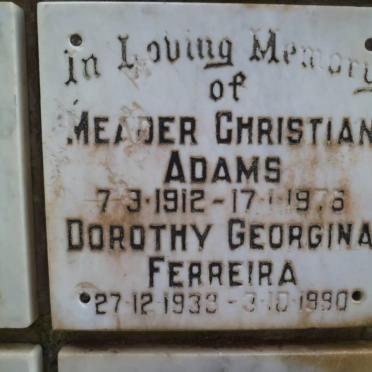 In Loving Memory
of
MEADER CHRISTIAN
ADAMS
7-3-1912 - 17-1-1976
DOROTHY GEORGINA
FERREIRA
27-12-1938 - 3-10-1990